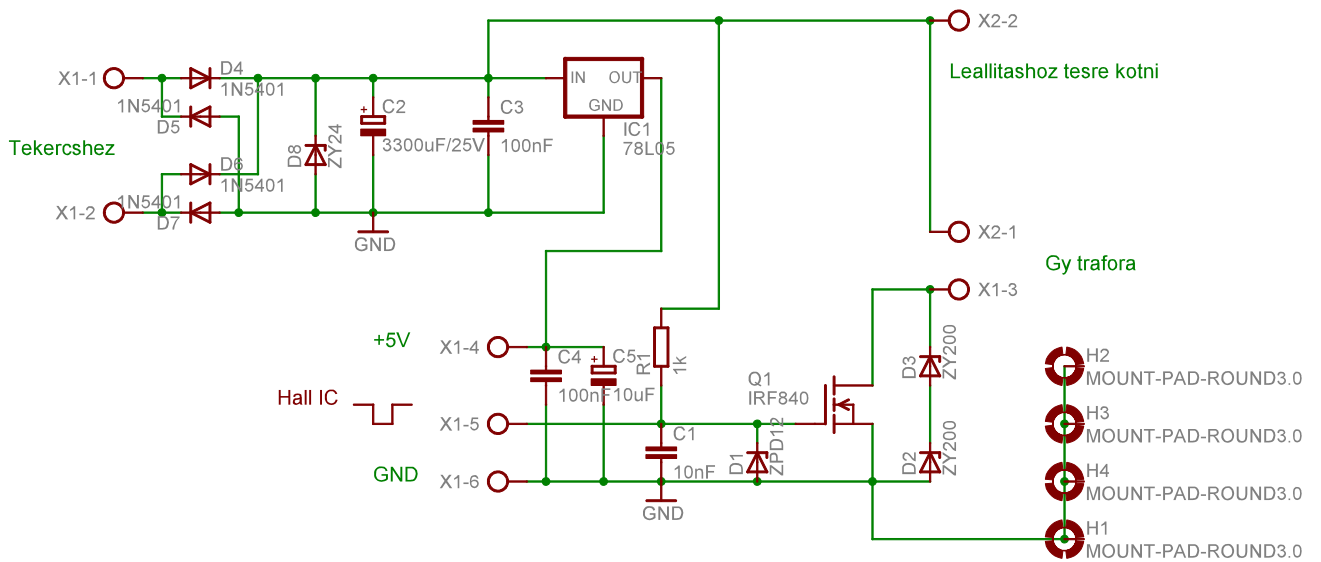 X2-2
X1-1
D4
1N5401
IN
OUT
GND
Leallitashoz tesre kotni
1N5401
D5
+
C2
3300uF/25V
C3
100nF
IC1
78L05
Tekercshez
D8
ZY24
D6
1N5401
1N5401
X1-2
D7
GND
X2-1
Gy trafora
X1-3
+5V
X1-4
C4
100nF
+
C5
10uF
R1
1k
D3
ZY200
H2
MOUNT-PAD-ROUND3.0
Hall IC
Q1
IRF840
X1-5
C1
10nF
D1
ZPD12
D2
ZY200
H3
MOUNT-PAD-ROUND3.0
GND
X1-6
GND
H4
MOUNT-PAD-ROUND3.0
H1
MOUNT-PAD-ROUND3.0